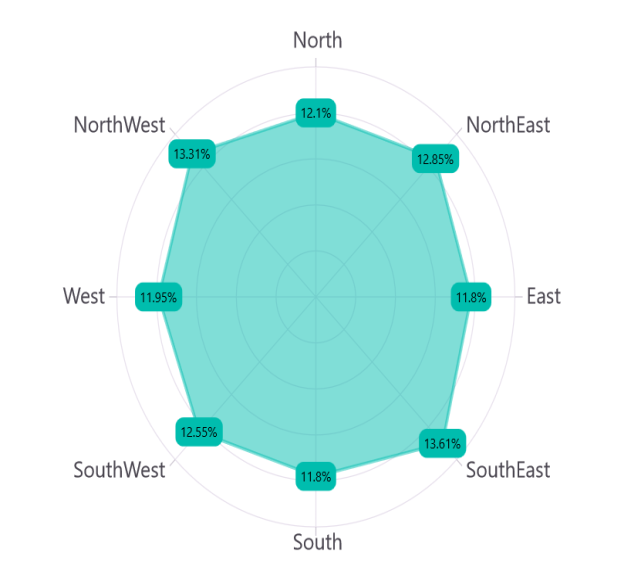 North
12.1%
NorthWest
NorthEast
13.31%
12.85%
West
11.95%
11.8%
East
12.55%
13.61%
SouthWest
SouthEast
11.8%
South